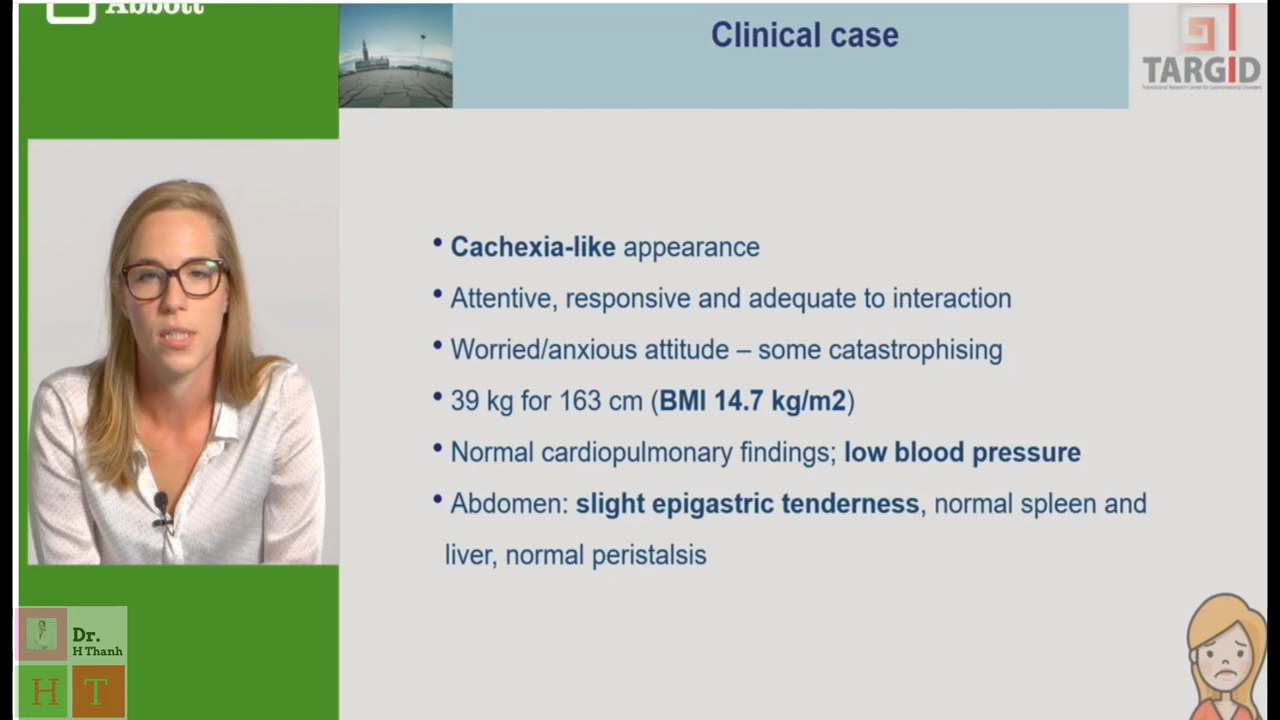 Abbott
Clinical case
TARGID
• Cachexia-like appearance
• Attentive, responsive and adequate to interaction
• Worried/anxious attitude – some catastrophising
• 39 kg for 163 cm (BMI 14.7 kg/m2)
• Normal cardiopulmonary findings; low blood pressure
• Abdomen: slight epigastric tenderness, normal spleen and
liver, normal peristalsis
Dr.
H Thanh
H T